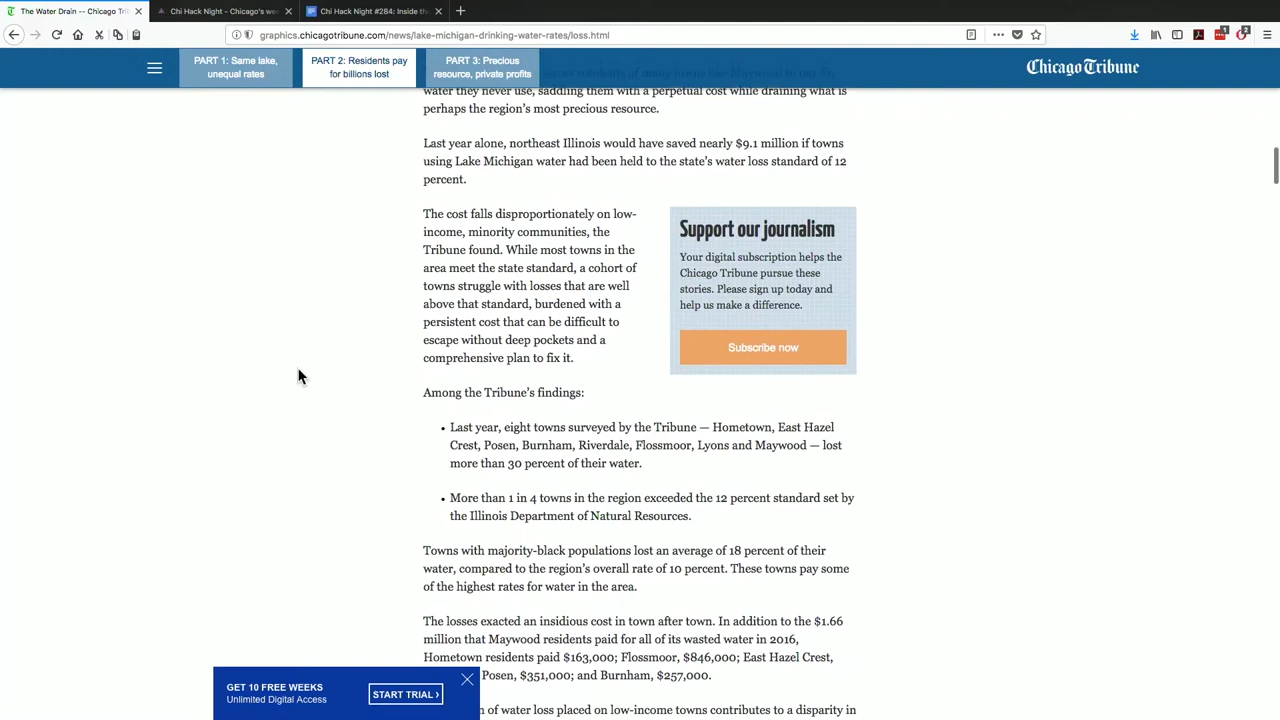 The Water Drain -- Chicago Tri
Chi Hack Night - Chicago's we
Chi Hack Night #284: Inside the
graphics.chicagotribune.com/news/lake-michigan-drinking-water-rates/loss.html
PART 1: Same lake,
unequal rates
PART 2: Residents pay
for billions lost
PART 3: Precious
resource, private profits
Chicago Tribune
water they never use, saddling them with a perpetual cost while draining what is
perhaps the region's most precious resource.
Last year alone, northeast Illinois would have saved nearly $9.1 million if towns
using Lake Michigan water had been held to the state's water loss standard of 12
percent.
The cost falls disproportionately on low-
income, minority communities, the
Tribune found. While most towns in the
area meet the state standard, a cohort of
towns struggle with losses that are well
above that standard, burdened with a
persistent cost that can be difficult to
escape without deep pockets and a
comprehensive plan to fix it.
Support our journalism
Your digital subscription helps the
Chicago Tribune pursue these
stories. Please sign up today and
help us make a difference.
Subscribe now
Among the Tribune's findings:
• Last year, eight towns surveyed by the Tribune — Hometown, East Hazel
Crest, Posen, Burnham, Riverdale, Flossmoor, Lyons and Maywood — lost
more than 30 percent of their water.
• More than 1 in 4 towns in the region exceeded the 12 percent standard set by
the Illinois Department of Natural Resources.
Towns with majority-black populations lost an average of 18 percent of their
water, compared to the region's overall rate of 10 percent. These towns pay some
of the highest rates for water in the area.
The losses exacted an insidious cost in town after town. In addition to the $1.66
million that Maywood residents paid for all of its wasted water in 2016,
Hometown residents paid $163,000; Flossmoor, $846,000; East Hazel Crest,
Posen, $351,000; and Burnham, $257,000.
of water loss placed on low-income towns contributes to a disparity in
GET 10 FREE WEEKS
Unlimited Digital Access
START TRIAL ›